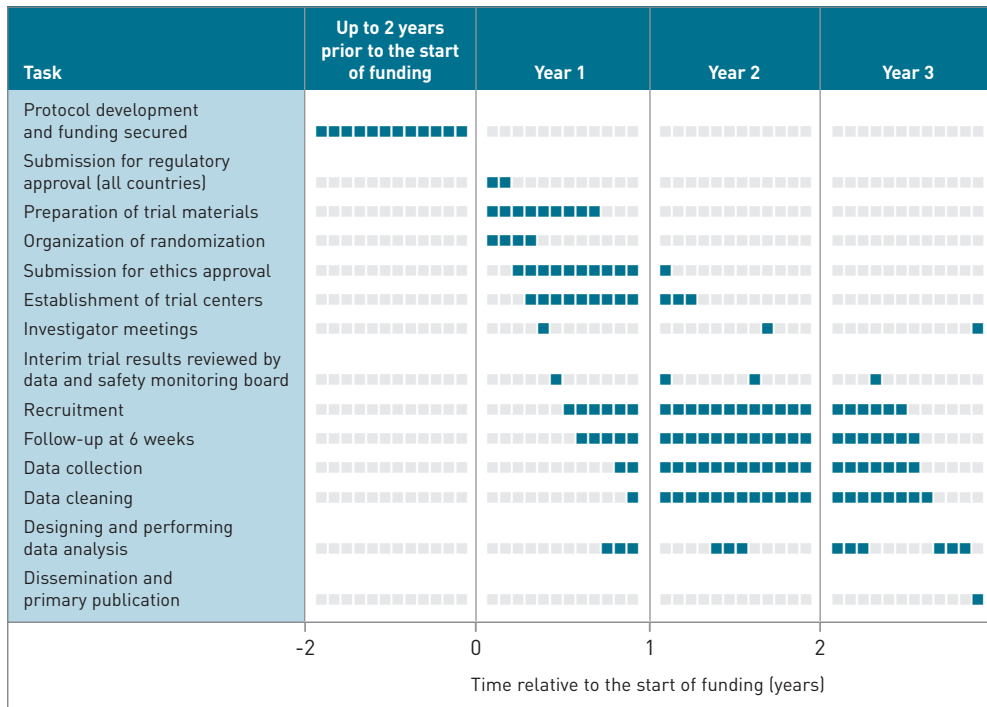 Task
Up to 2 years
prior to the start
of funding
Year 1
Year 2
Year 3
Protocol development
and funding secured
Submission for regulatory
approval (all countries)
Preparation of trial materials
Organization of randomization
Submission for ethics approval
Establishment of trial centers
Investigator meetings
Interim trial results reviewed by
data and safety monitoring board
Recruitment
Follow-up at 6 weeks
Data collection
Data cleaning
Designing and performing
data analysis
Dissemination and
primary publication
-2
0
1
2
Time relative to the start of funding (years)